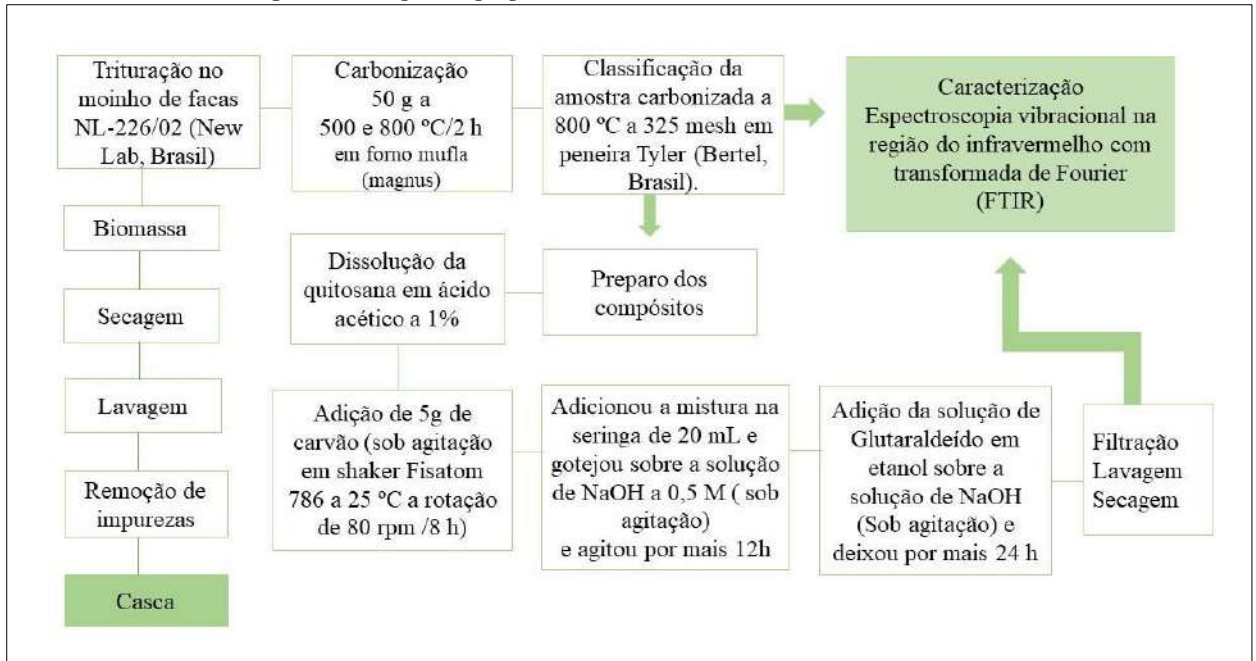 Trituração no
moinho de facas
NL-226/02 (New
Lab, Brasil)
Carbonização
50 g a
500 e 800 ºC/2 h
em forno mufla
(magnus)
Classificação da
amostra carbonizada a
800 ºC a 325 mesh em
peneira Tyler (Bertel,
Brasil).
Caracterização
Espectroscopia vibracional na
região do infravermelho com
transformada de Fourier
(FTIR)
Biomassa
Secagem
Lavagem
Remoção de
impurezas
Casca
Dissolução da
quitosana em ácido
acético a 1%
Preparo dos
compósitos
Adição de 5g de
carvão (sob agitação
em shaker Fisatom
786 a 25 ºC a rotação
de 80 rpm /8 h)
Adicionou a mistura na
seringa de 20 mL e
gotejou sobre a solução
de NaOH a 0,5 M ( sob
agitação)
e agitou por mais 12h
Adição da solução de
Glutaraldeído em
etanol sobre a
solução de NaOH
(Sob agitação) e
deixou por mais 24 h
Filtração
Lavagem
Secagem